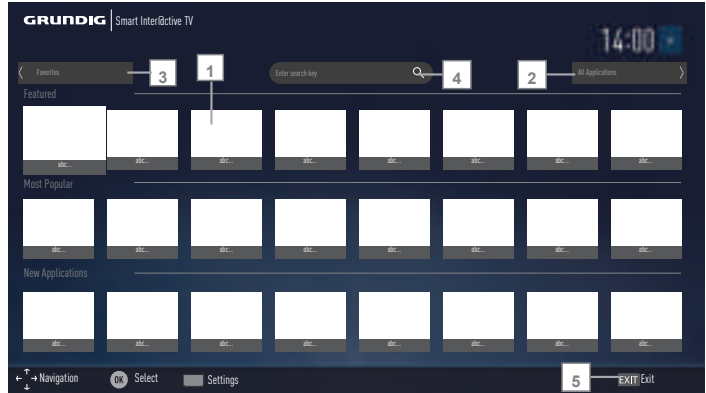 GRUNDIG Smart Inter@ctive TV
14:00
Favorites 3 1 Enter search key 4 2 All Applications
Featured
abc... abc... abc... abc... abc... abc... abc... abc...
Most Popular
abc... abc... abc... abc... abc... abc... abc... abc...
New Applications
abc... abc... abc... abc... abc... abc... abc... abc...
Navigation OK Select Settings 5 EXIT Exit